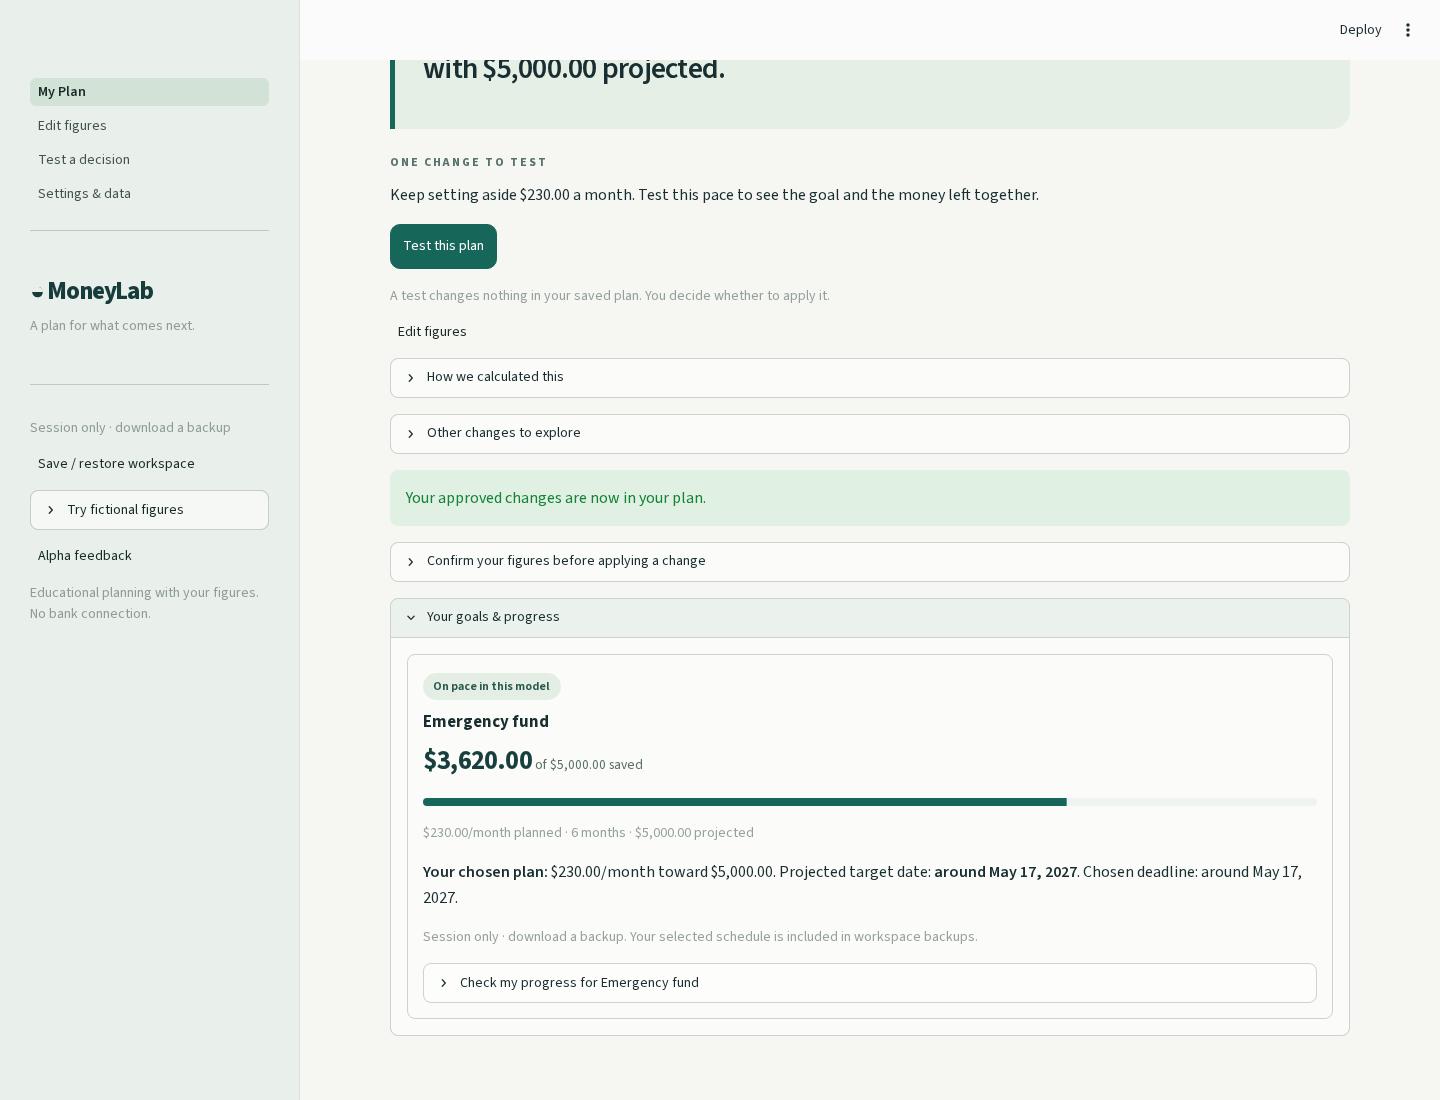 Deploy
My Plan
Edit figures
Test a decision
Settings & data
MoneyLab
A plan for what comes next.
Session only · download a backup
Save / restore workspace
Try fictional figures
Alpha feedback
Educational planning with your figures.
No bank connection.
with $5,000.00 projected.
ONE CHANGE TO TEST
Keep setting aside $230.00 a month. Test this pace to see the goal and the money left together.
Test this plan
A test changes nothing in your saved plan. You decide whether to apply it.
Edit figures
How we calculated this
Other changes to explore
Your approved changes are now in your plan.
Confirm your figures before applying a change
Your goals & progress
On pace in this model
Emergency fund
$3,620.00 of $5,000.00 saved
$230.00/month planned · 6 months · $5,000.00 projected
Your chosen plan: $230.00/month toward $5,000.00. Projected target date: around May 17, 2027. Chosen deadline: around May 17,
2027.
Session only · download a backup. Your selected schedule is included in workspace backups.
Check my progress for Emergency fund